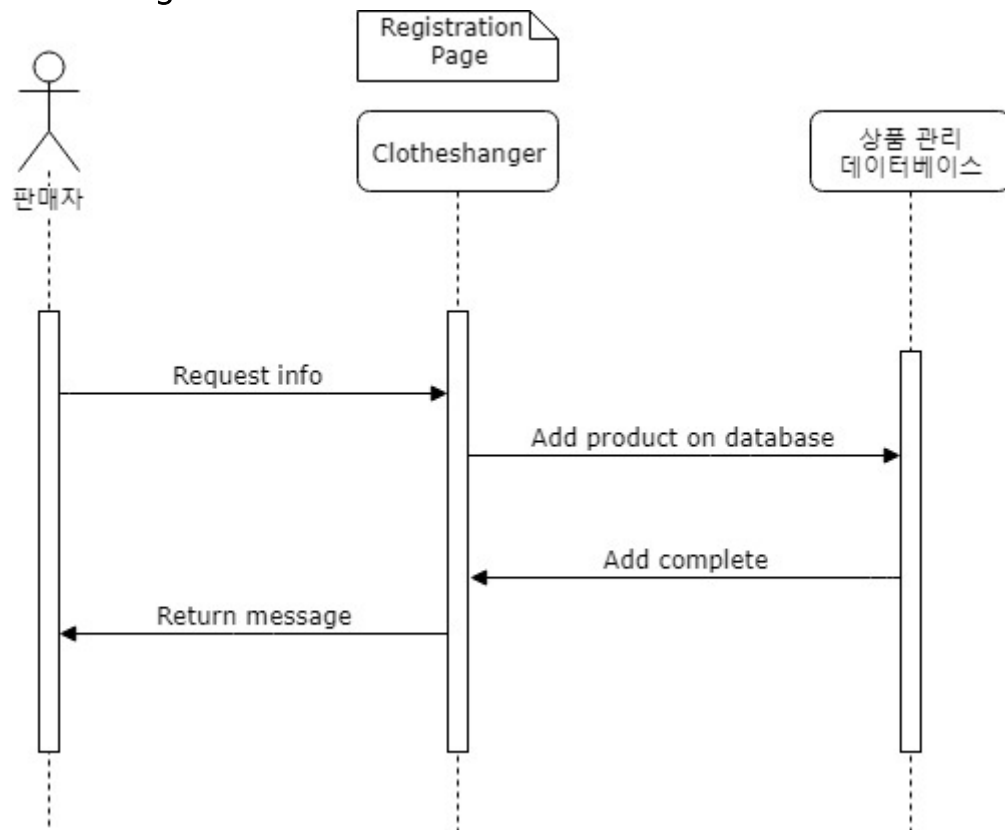 Registration
Page
Clotheshanger
상품 관리
데이터베이스
판매자
Request info
Add product on database
Add complete
Return message